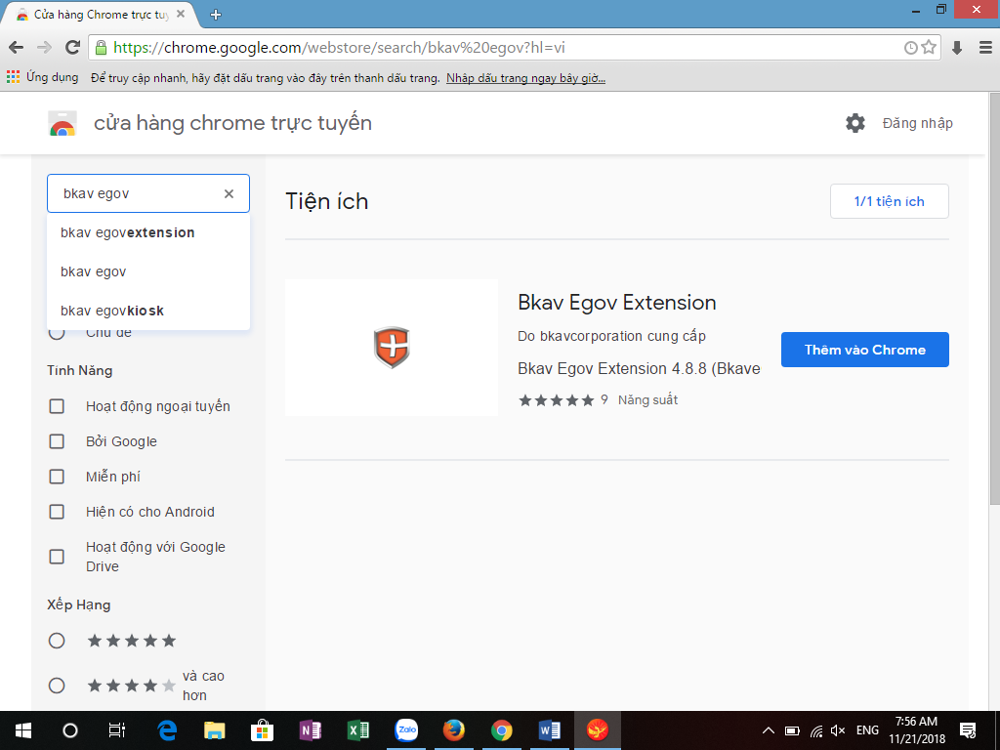 Cửa hàng Chrome trực tuy
https://chrome.google.com/webstore/search/bkav%20egov?hl=vi
Ứng dụng Để truy cập nhanh, hãy đặt dấu trang vào đây trên thanh dấu trang. Nhập dấu trang ngay bây giờ...
cửa hàng chrome trực tuyến
Đăng nhập
bkav egov
bkav egovextension
bkav egov
bkav egovkiosk
Chủ đề
Tính Năng
Hoạt động ngoại tuyến
Bởi Google
Miễn phí
Hiện có cho Android
Hoạt động với Google
Drive
Xếp Hạng
và cao
hơn
Tiện ích
1/1 tiện ích
Bkav Egov Extension
Do bkavcorporation cung cấp
Bkav Egov Extension 4.8.8 (Bkave
9 Năng suất
Thêm vào Chrome
Zalo
ENG
7:56 AM
11/21/2018